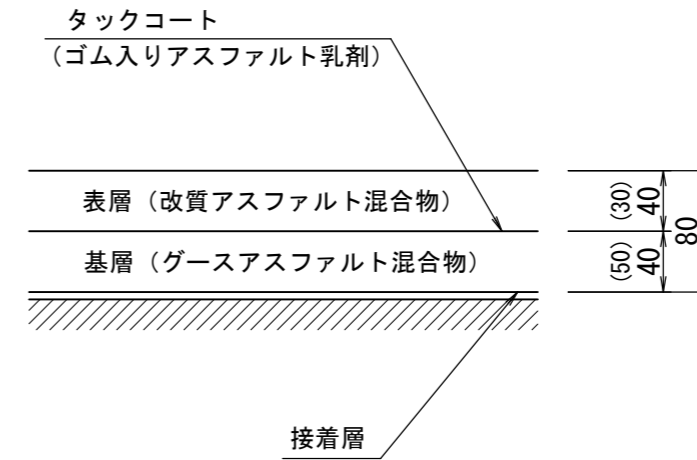 タックコート
(ゴム入りアスファルト乳剤)
表層（改質アスファルト混合物）
(30)
40
80
基層（グースアスファルト混合物）
(50)
40
接着層